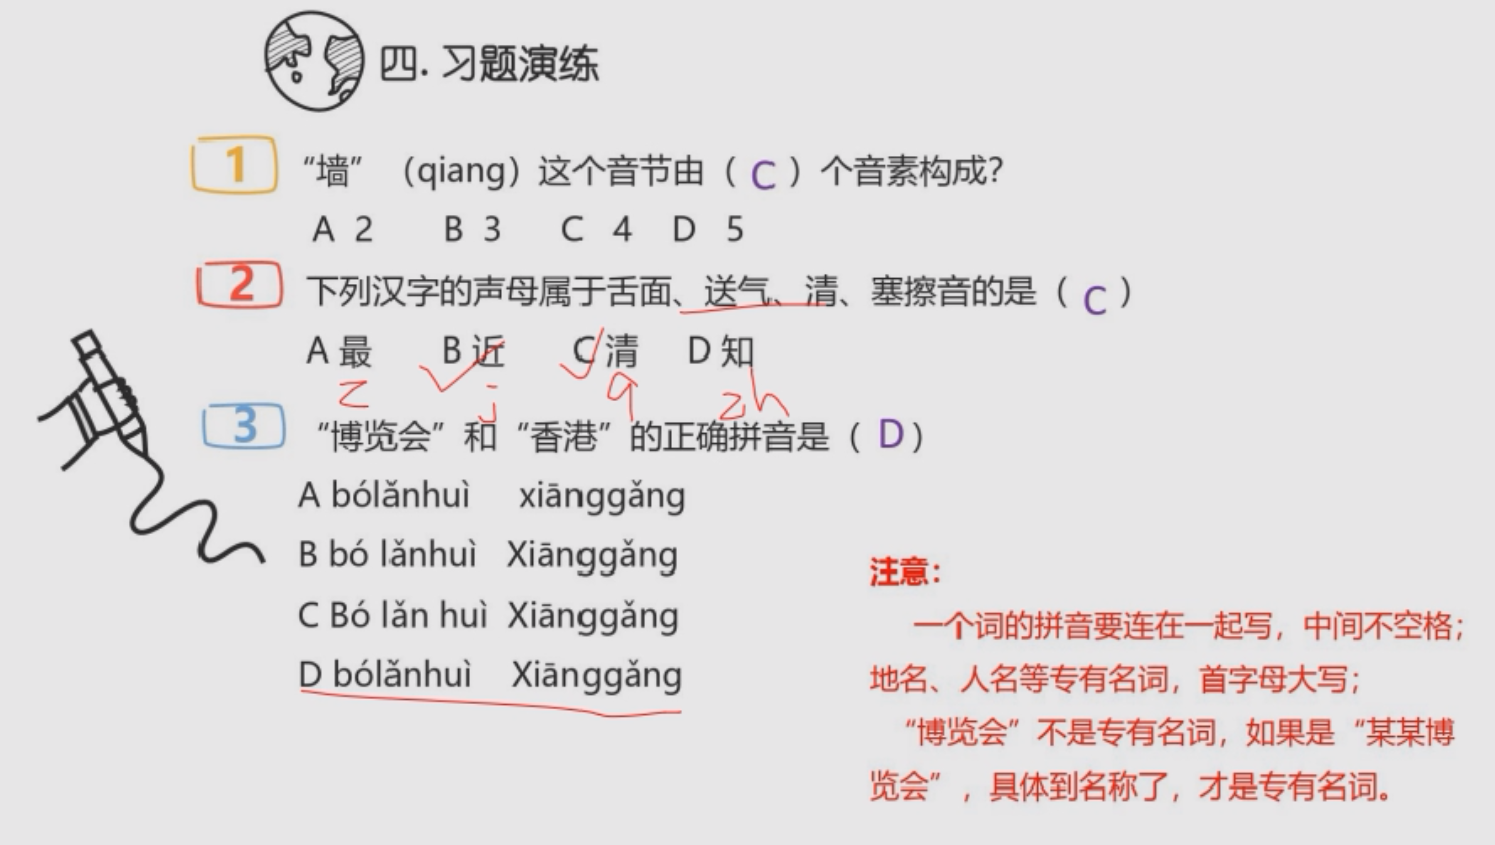 四. 习题演练
1 “墙” （qiang）这个音节由（ C ）个音素构成？
A 2 B 3 C 4 D 5
2 下列汉字的声母属于舌面、送气、清、塞擦音的是（ C ）
A 最 B 近 C 清 D 知
z j q zh
3 “博览会”和“香港”的正确拼音是（ D ）
A bólǎnhuì xiānggǎng
B bó lǎnhuì Xiānggǎng
C Bó lǎn huì Xiānggǎng
D bólǎnhuì Xiānggǎng
注意：
一个词的拼音要连在一起写，中间不空格；
地名、人名等专有名词，首字母大写；
“博览会”不是专有名词，如果是“某某博
览会”，具体到名称了，才是专有名词。